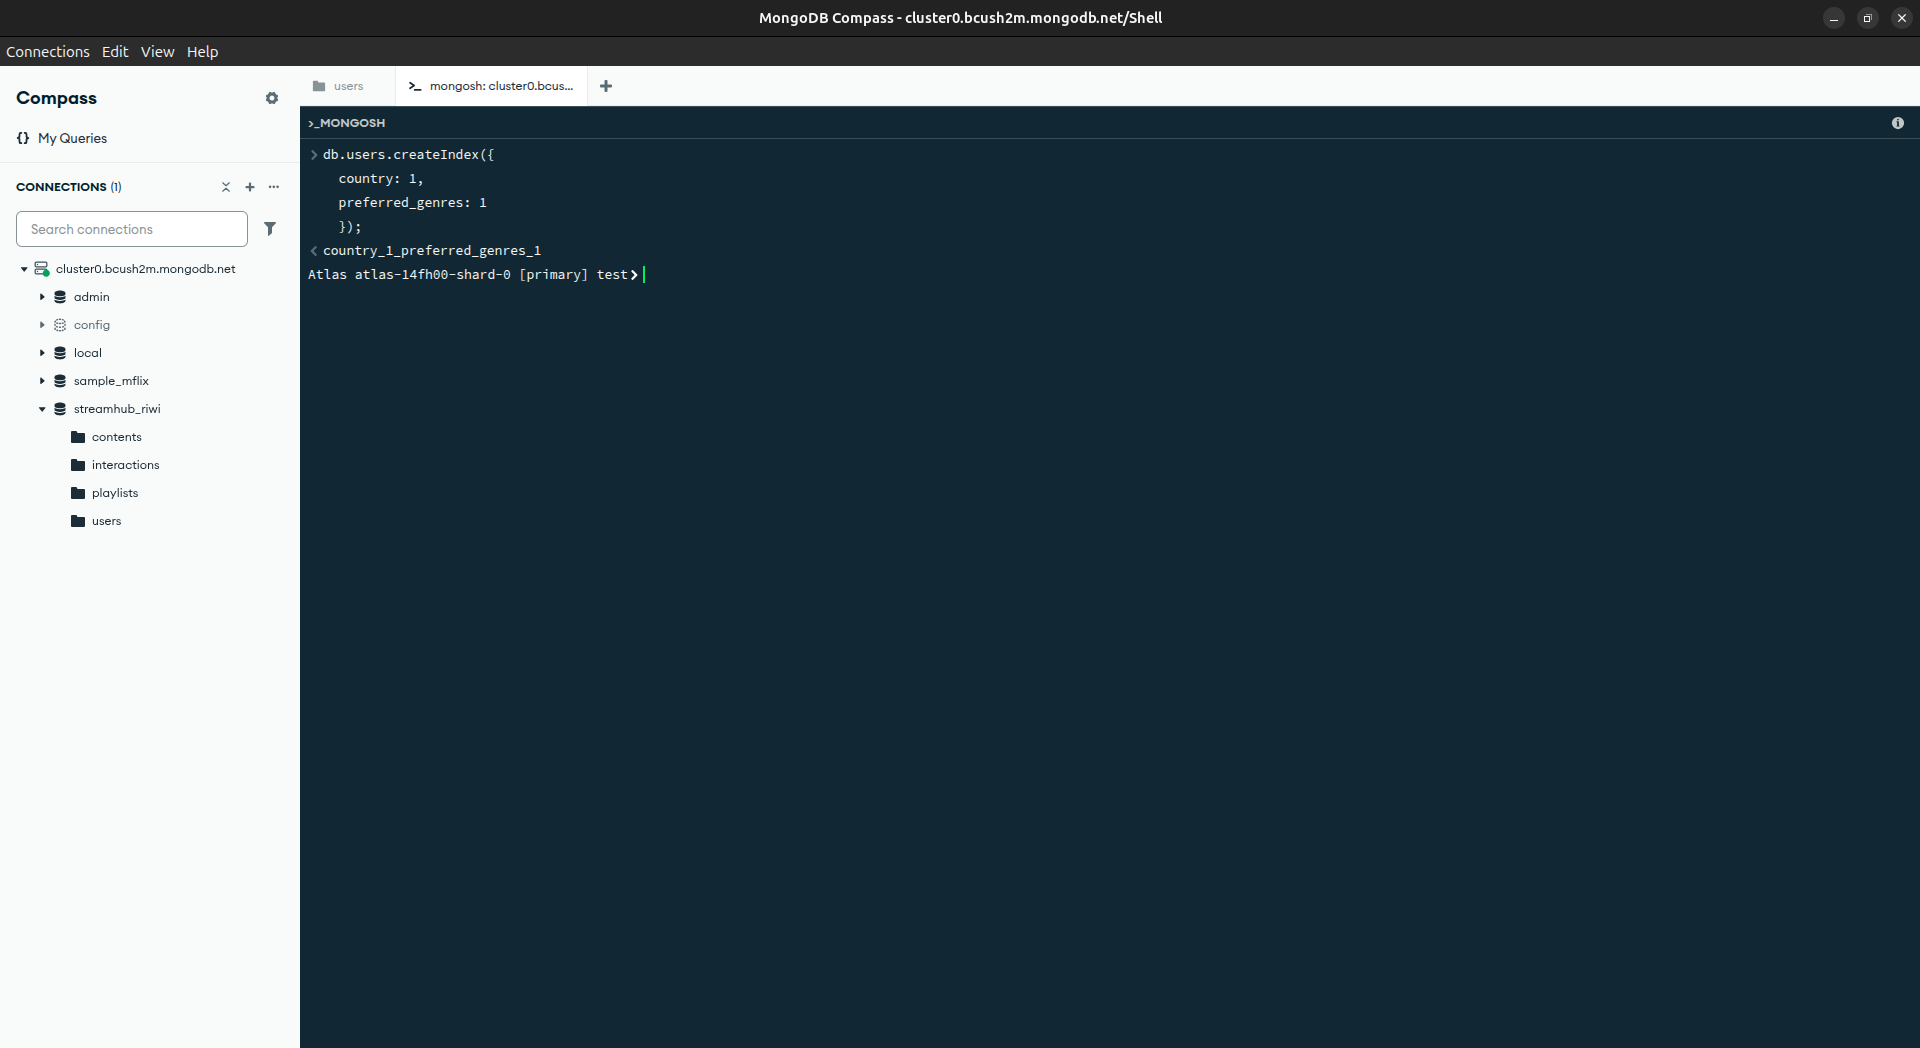 MongoDB Compass - cluster0.bcush2m.mongodb.net/Shell
Connections Edit View Help
Compass
{} My Queries
CONNECTIONS (1)
Search connections
cluster0.bcush2m.mongodb.net
admin
config
local
sample_mflix
streamhub_riwi
contents
interactions
playlists
users
users
>_ mongosh: cluster0.bcus...
>_MONGOSH
> db.users.createIndex({
country: 1,
preferred_genres: 1
});
< country_1_preferred_genres_1
Atlas atlas-14fh00-shard-0 [primary] test>